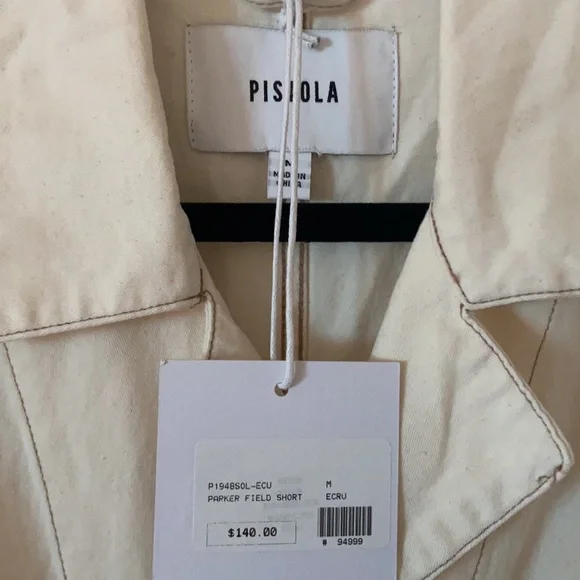 PISTOLA
M
MADE IN
CHINA
P1948SOL-ECU M
PARKER FIELD SHORT ECRU
$140.00
# 94999